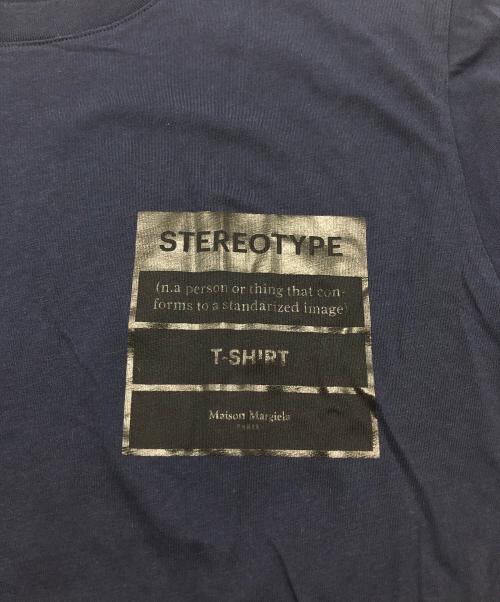 STEREOTYPE
(n.a person or thing that con-
forms to a standarized image)
T-SHIRT
Maison Margiela
PARIS